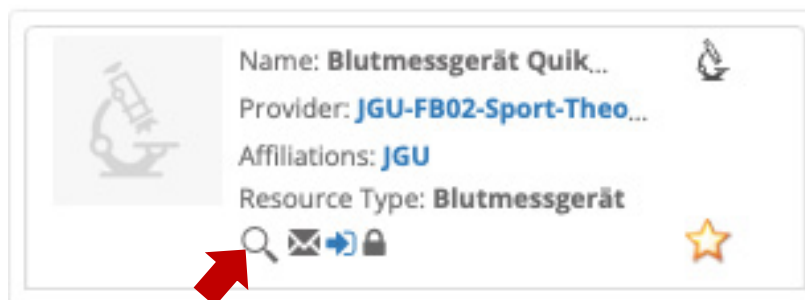 Name: Blutmessgerät Quik...
Provider: JGU-FB02-Sport-Theo...
Affiliations: JGU
Resource Type: Blutmessgerät